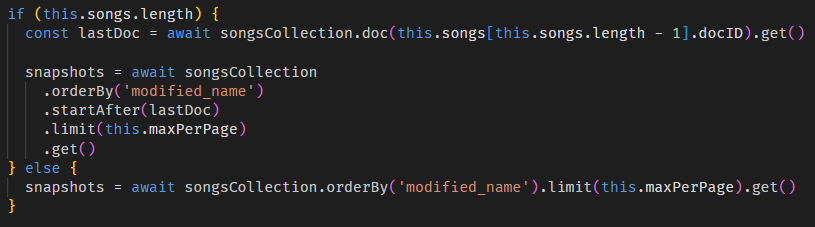 if (this.songs.length) {
  const lastDoc = await songsCollection.doc(this.songs[this.songs.length - 1].docID).get()

  snapshots = await songsCollection
    .orderBy('modified_name')
    .startAfter(lastDoc)
    .limit(this.maxPerPage)
    .get()
} else {
  snapshots = await songsCollection.orderBy('modified_name').limit(this.maxPerPage).get()
}